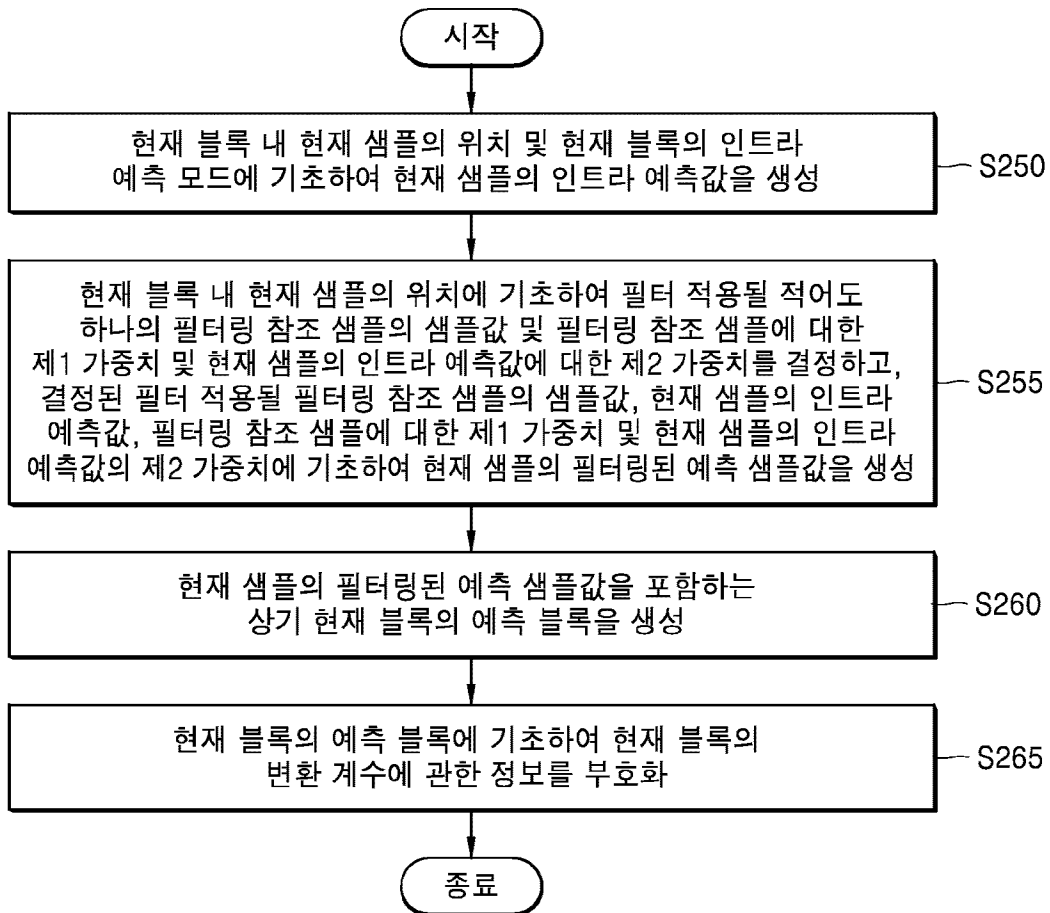 시작
현재 블록 내 현재 샘플의 위치 및 현재 블록의 인트라
예측 모드에 기초하여 현재 샘플의 인트라 예측값을 생성
S250
현재 블록 내 현재 샘플의 위치에 기초하여 필터 적용될 적어도
하나의 필터링 참조 샘플의 샘플값 및 필터링 참조 샘플에 대한
제1 가중치 및 현재 샘플의 인트라 예측값에 대한 제2 가중치를 결정하고,
결정된 필터 적용될 필터링 참조 샘플의 샘플값, 현재 샘플의 인트라
예측값, 필터링 참조 샘플에 대한 제1 가중치 및 현재 샘플의 인트라
예측값의 제2 가중치에 기초하여 현재 샘플의 필터링된 예측 샘플값을 생성
S255
현재 샘플의 필터링된 예측 샘플값을 포함하는
상기 현재 블록의 예측 블록을 생성
S260
현재 블록의 예측 블록에 기초하여 현재 블록의
변환 계수에 관한 정보를 부호화
S265
종료